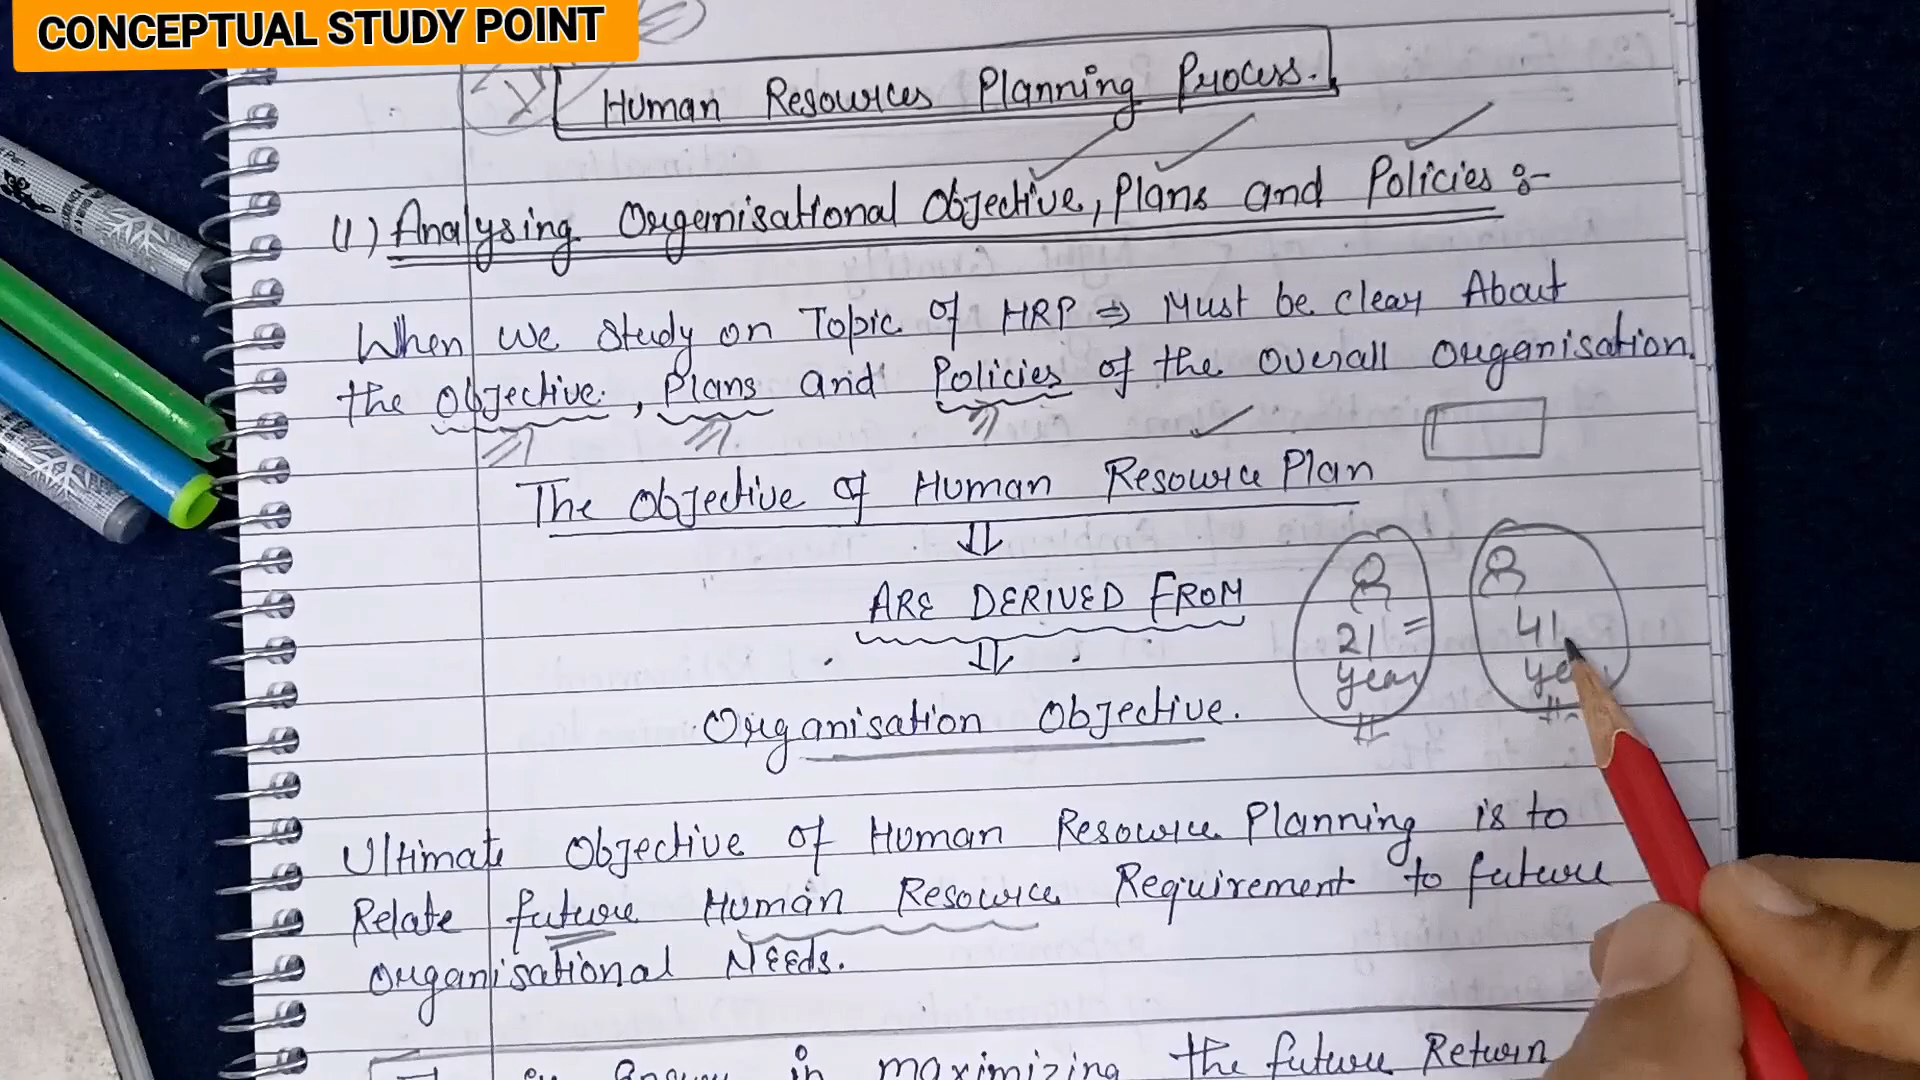 CONCEPTUAL STUDY POINT
Human Resources Planning Process.
(1) Analysing Organisational Objective, Plans and Policies :-
When we study on Topic of HRP ⇒ Must be clear About
the Objective, Plans and Policies of the overall organisation.
The Objective of Human Resource Plan
ARE DERIVED FROM
Organisation Objective.
21
year
41
Ultimate Objective of Human Resource Planning is to
Relate future Human Resource Requirement to future
organisational Needs.
in maximizing the future Return